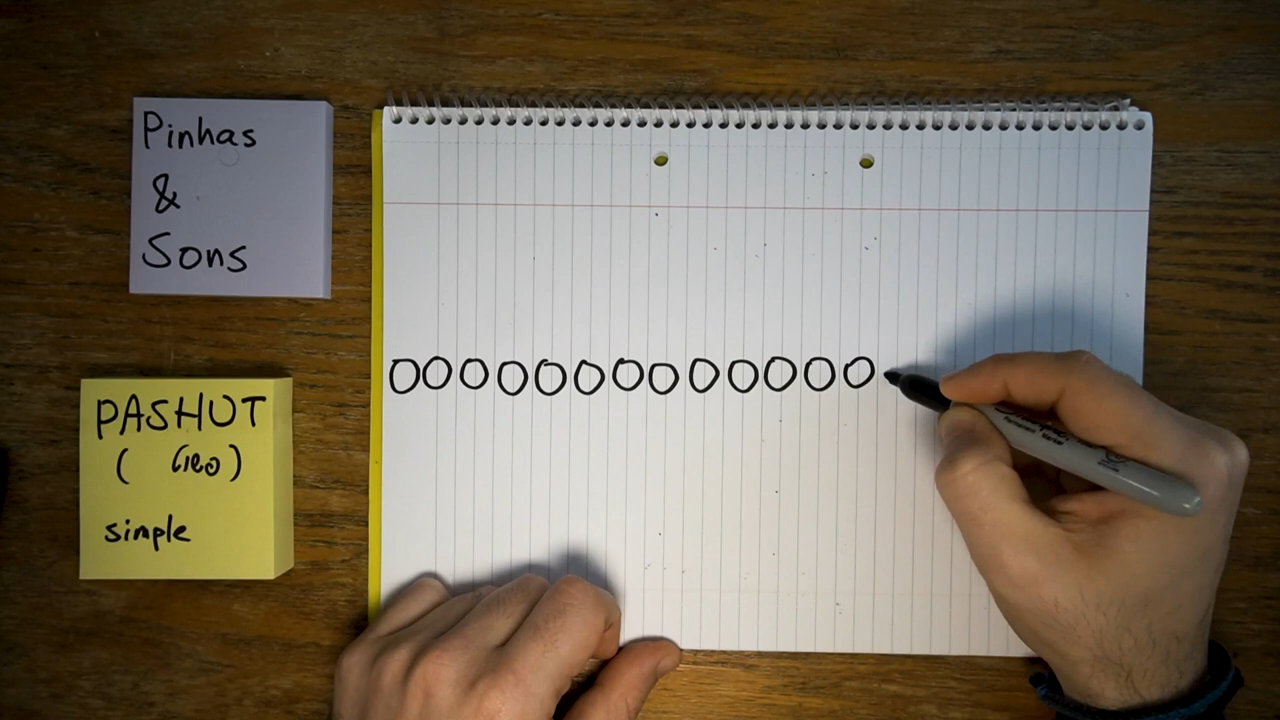 Pinhas
&
Sons
PASHUT
(פשוט)
simple